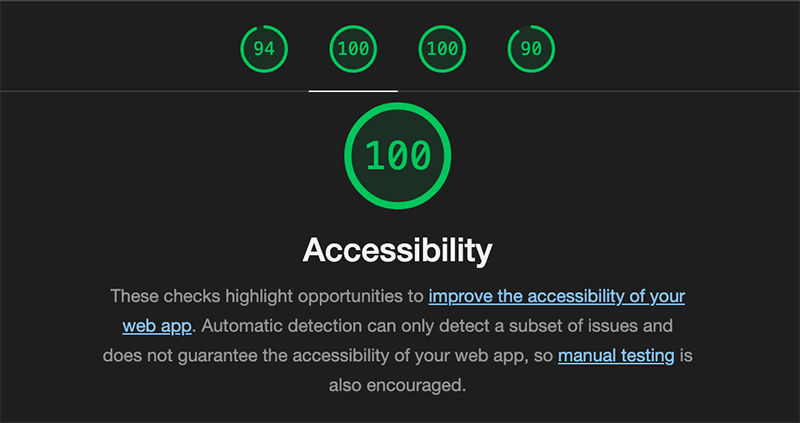 94 100 100 90
100
Accessibility
These checks highlight opportunities to improve the accessibility of your
web app. Automatic detection can only detect a subset of issues and
does not guarantee the accessibility of your web app, so manual testing is
also encouraged.